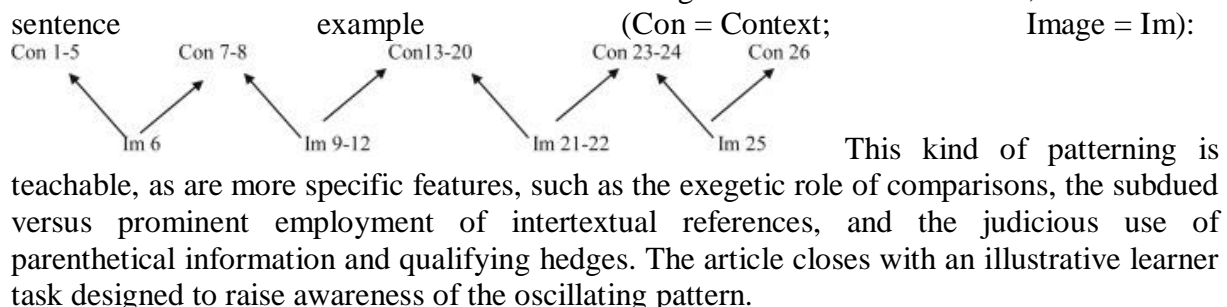 sentence example (Con = Context; Image = Im):
Con 1-5 Con 7-8 Con13-20 Con 23-24 Con 26
Im 6 Im 9-12 Im 21-22 Im 25
This kind of patterning is
teachable, as are more specific features, such as the exegetic role of comparisons, the subdued
versus prominent employment of intertextual references, and the judicious use of
parenthetical information and qualifying hedges. The article closes with an illustrative learner
task designed to raise awareness of the oscillating pattern.